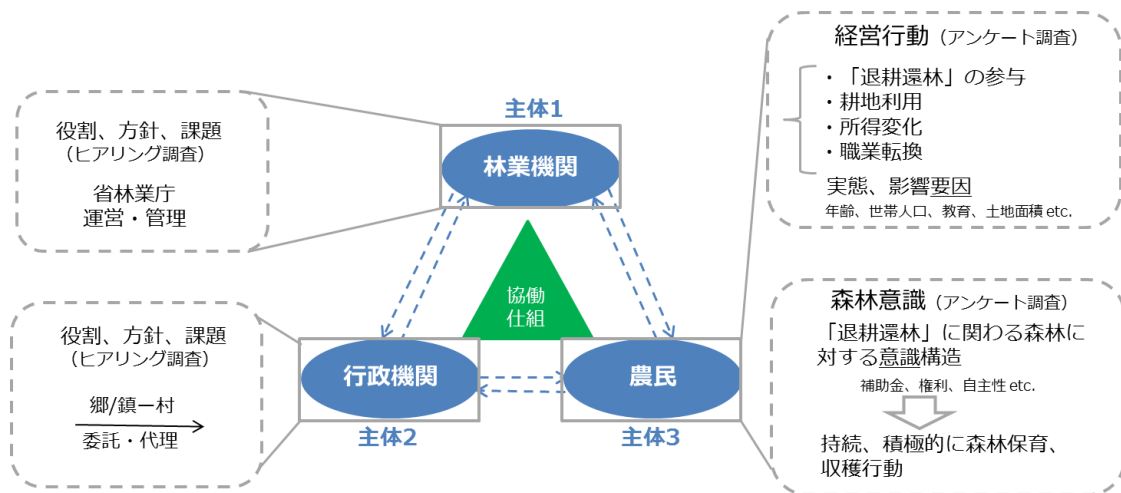 役割、方針、課題
（ヒアリング調査）
省林業庁
運営・管理
主体1
林業機関
経営行動（アンケート調査）
・「退耕還林」の参与
・耕地利用
・所得変化
・職業転換
実態、影響要因
年齢、世帯人口、教育、土地面積 etc.
協働
仕組
役割、方針、課題
（ヒアリング調査）
郷/鎮ー村
委託・代理
行政機関
主体2
農民
主体3
森林意識（アンケート調査）
「退耕還林」に関わる森林に
対する意識構造
補助金、権利、自主性 etc.
持続、積極的に森林保育、
収穫行動